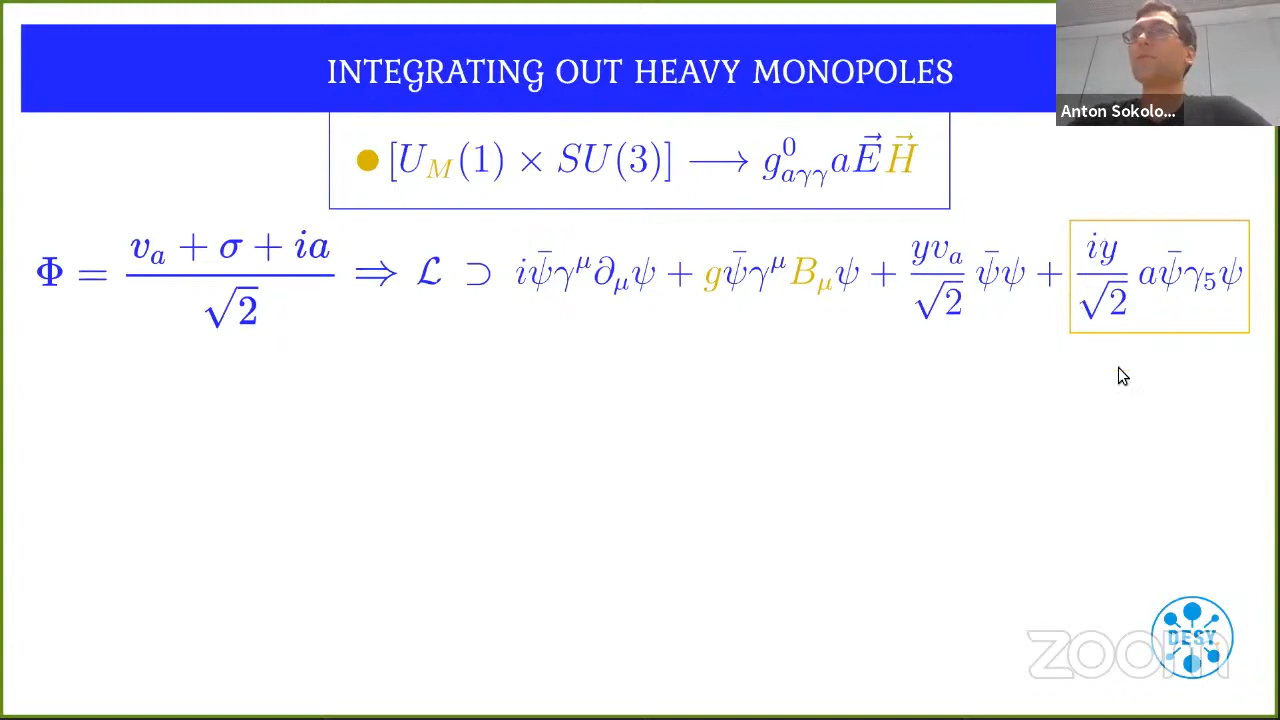 INTEGRATING OUT HEAVY MONOPOLES
Anton Sokolo...
● [U_M(1) × SU(3)] ⟶ g^0_{aγγ} a E⃗ H⃗
Φ = (v_a + σ + ia)/√2 ⇒ ℒ ⊃ iψ̄γ^μ∂_μψ + gψ̄γ^μB_μψ + (yv_a/√2) ψ̄ψ + (iy/√2) aψ̄γ_5ψ
DESY
zoom